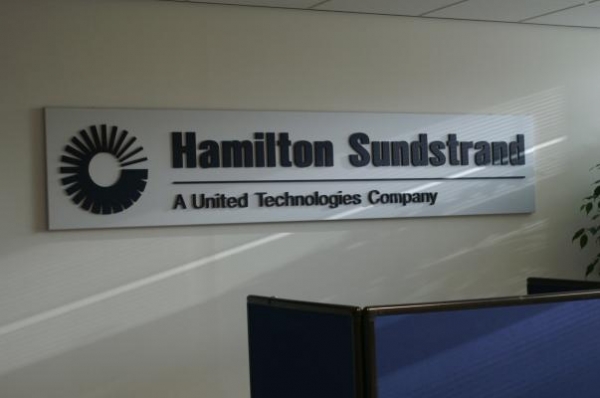 Hamilton Sundstrand
A United Technologies Company